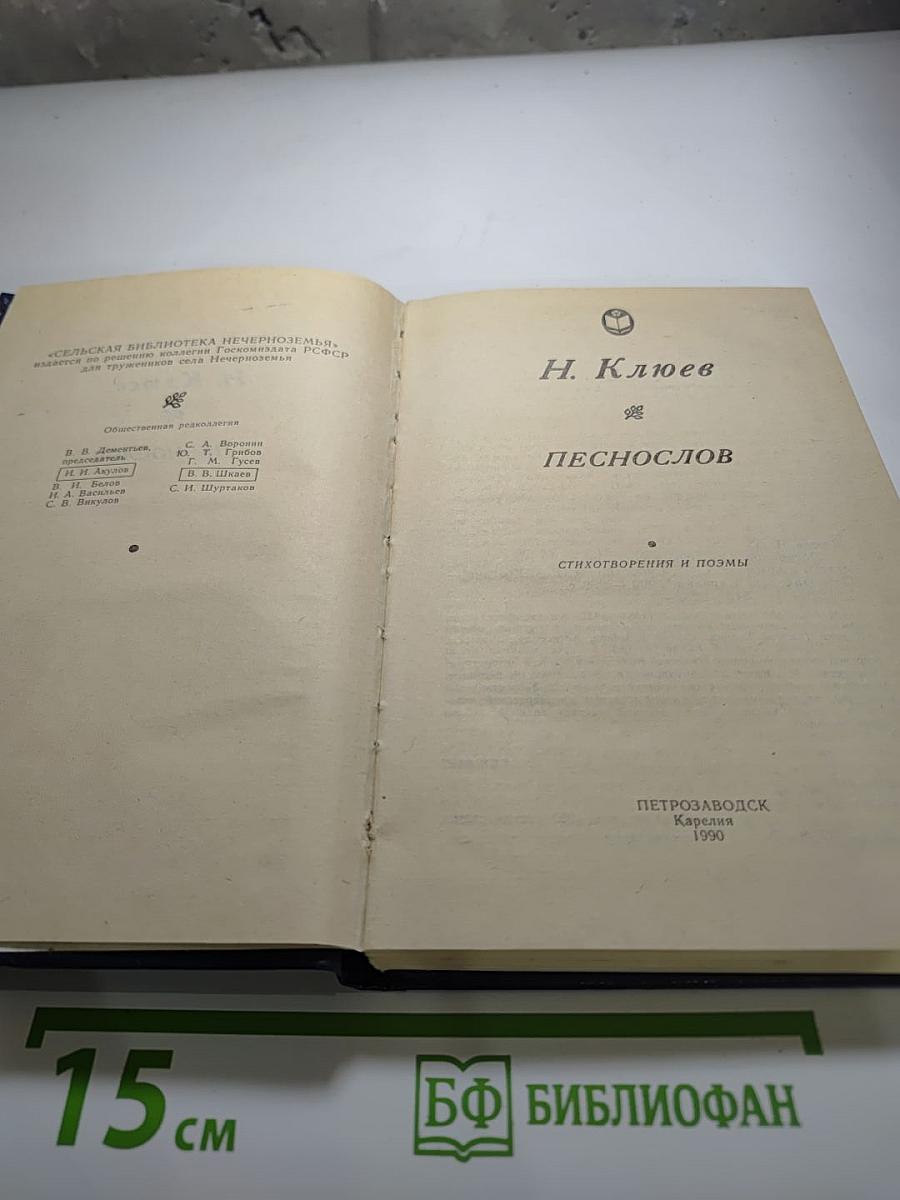 «СЕЛЬСКАЯ БИБЛИОТЕКА НЕЧЕРНОЗЕМЬЯ»
издается по решению коллегии Госкомиздата РСФСР
для тружеников села Нечерноземья
Общественная редколлегия
В. В. Дементьев,
председатель
И. И. Акулов
В. И. Белов
И. А. Васильев
С. В. Викулов
С. А. Воронин
Ю. Т. Грибов
Г. М. Гусев
В. В. Шкаев
С. И. Шуртаков
Н. Клюев
ПЕСНОСЛОВ
СТИХОТВОРЕНИЯ И ПОЭМЫ
ПЕТРОЗАВОДСК
Карелия
1990
15 см
БФ БИБЛИОФАН